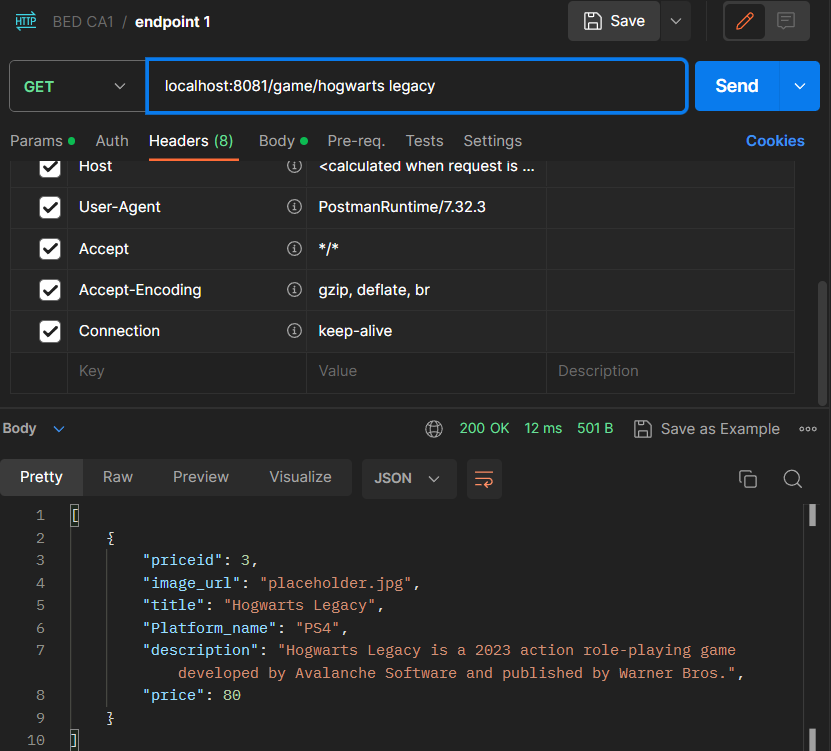 HTTP BED CA1 / endpoint 1 Save
GET localhost:8081/game/hogwarts legacy Send
Params Auth Headers (8) Body Pre-req. Tests Settings Cookies
Host <calculated when request is ...
User-Agent PostmanRuntime/7.32.3
Accept */*
Accept-Encoding gzip, deflate, br
Connection keep-alive
Key Value Description
Body 200 OK 12 ms 501 B Save as Example
Pretty Raw Preview Visualize JSON
1 [
2 {
3 "priceid": 3,
4 "image_url": "placeholder.jpg",
5 "title": "Hogwarts Legacy",
6 "Platform_name": "PS4",
7 "description": "Hogwarts Legacy is a 2023 action role-playing game
developed by Avalanche Software and published by Warner Bros.",
8 "price": 80
9 }
10 ]